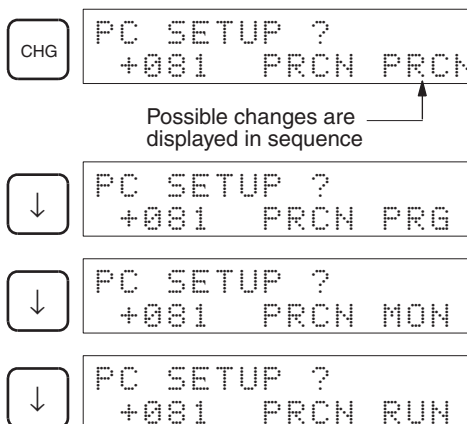 CHG
PC SETUP ?
+081 PRCN PRCN
Possible changes are
displayed in sequence
↓
PC SETUP ?
+081 PRCN PRG
↓
PC SETUP ?
+081 PRCN MON
↓
PC SETUP ?
+081 PRCN RUN